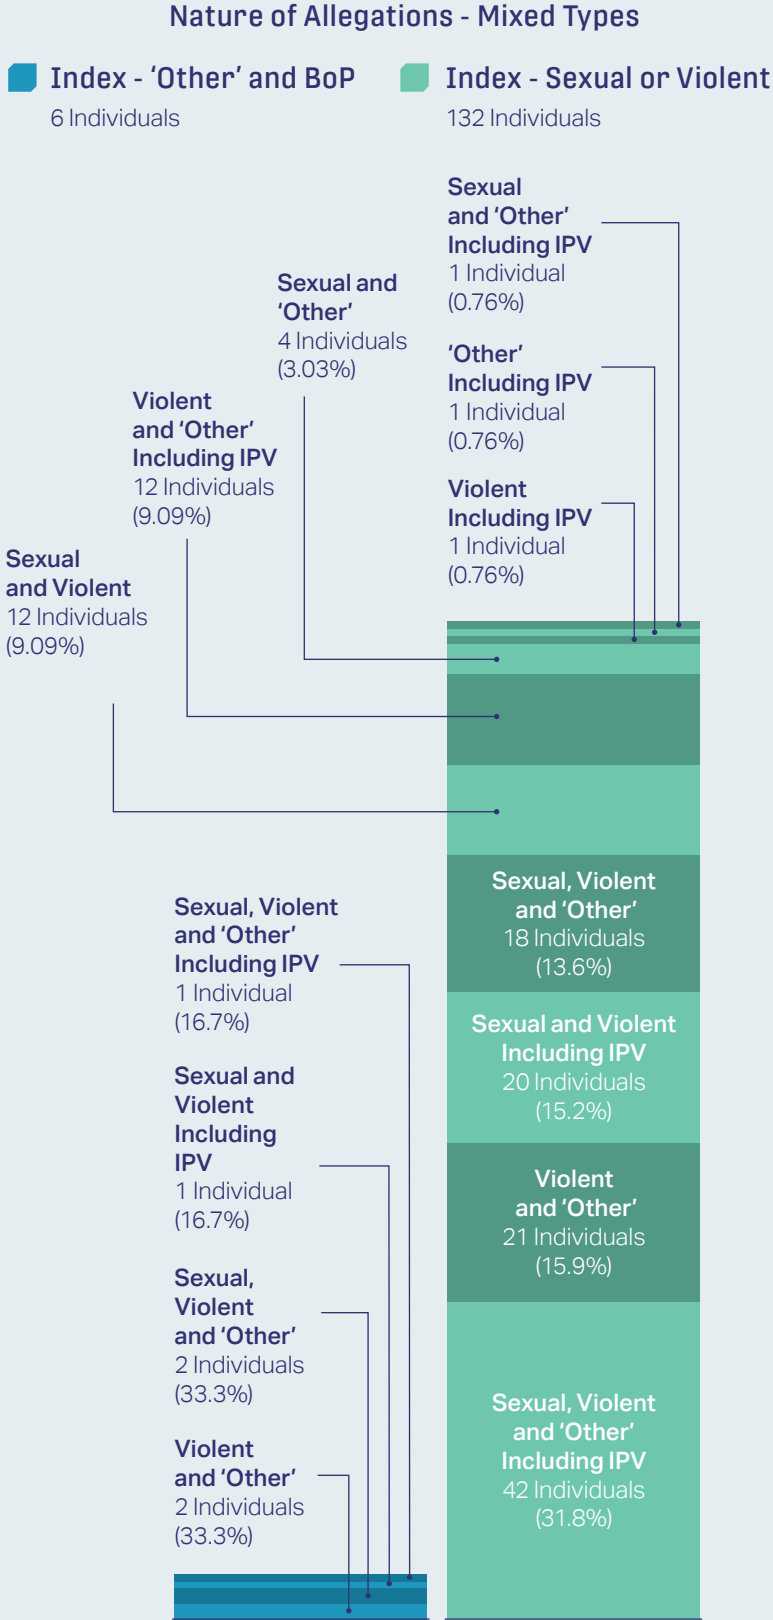 Nature of Allegations - Mixed Types
Index - ‘Other’ and BoP
6 Individuals
Index - Sexual or Violent
132 Individuals
Sexual
and ‘Other’
Including IPV
1 Individual
(0.76%)
Sexual and
‘Other’
4 Individuals
(3.03%)
‘Other’
Including IPV
1 Individual
(0.76%)
Violent
and ‘Other’
Including IPV
12 Individuals
(9.09%)
Violent
Including IPV
1 Individual
(0.76%)
Sexual
and Violent
12 Individuals
(9.09%)
Sexual, Violent
and ‘Other’
18 Individuals
(13.6%)
Sexual and Violent
Including IPV
20 Individuals
(15.2%)
Violent
and ‘Other’
21 Individuals
(15.9%)
Sexual, Violent
and ‘Other’
Including IPV
42 Individuals
(31.8%)
Sexual, Violent
and ‘Other’
Including IPV
1 Individual
(16.7%)
Sexual and
Violent
Including
IPV
1 Individual
(16.7%)
Sexual,
Violent
and ‘Other’
2 Individuals
(33.3%)
Violent
and ‘Other’
2 Individuals
(33.3%)